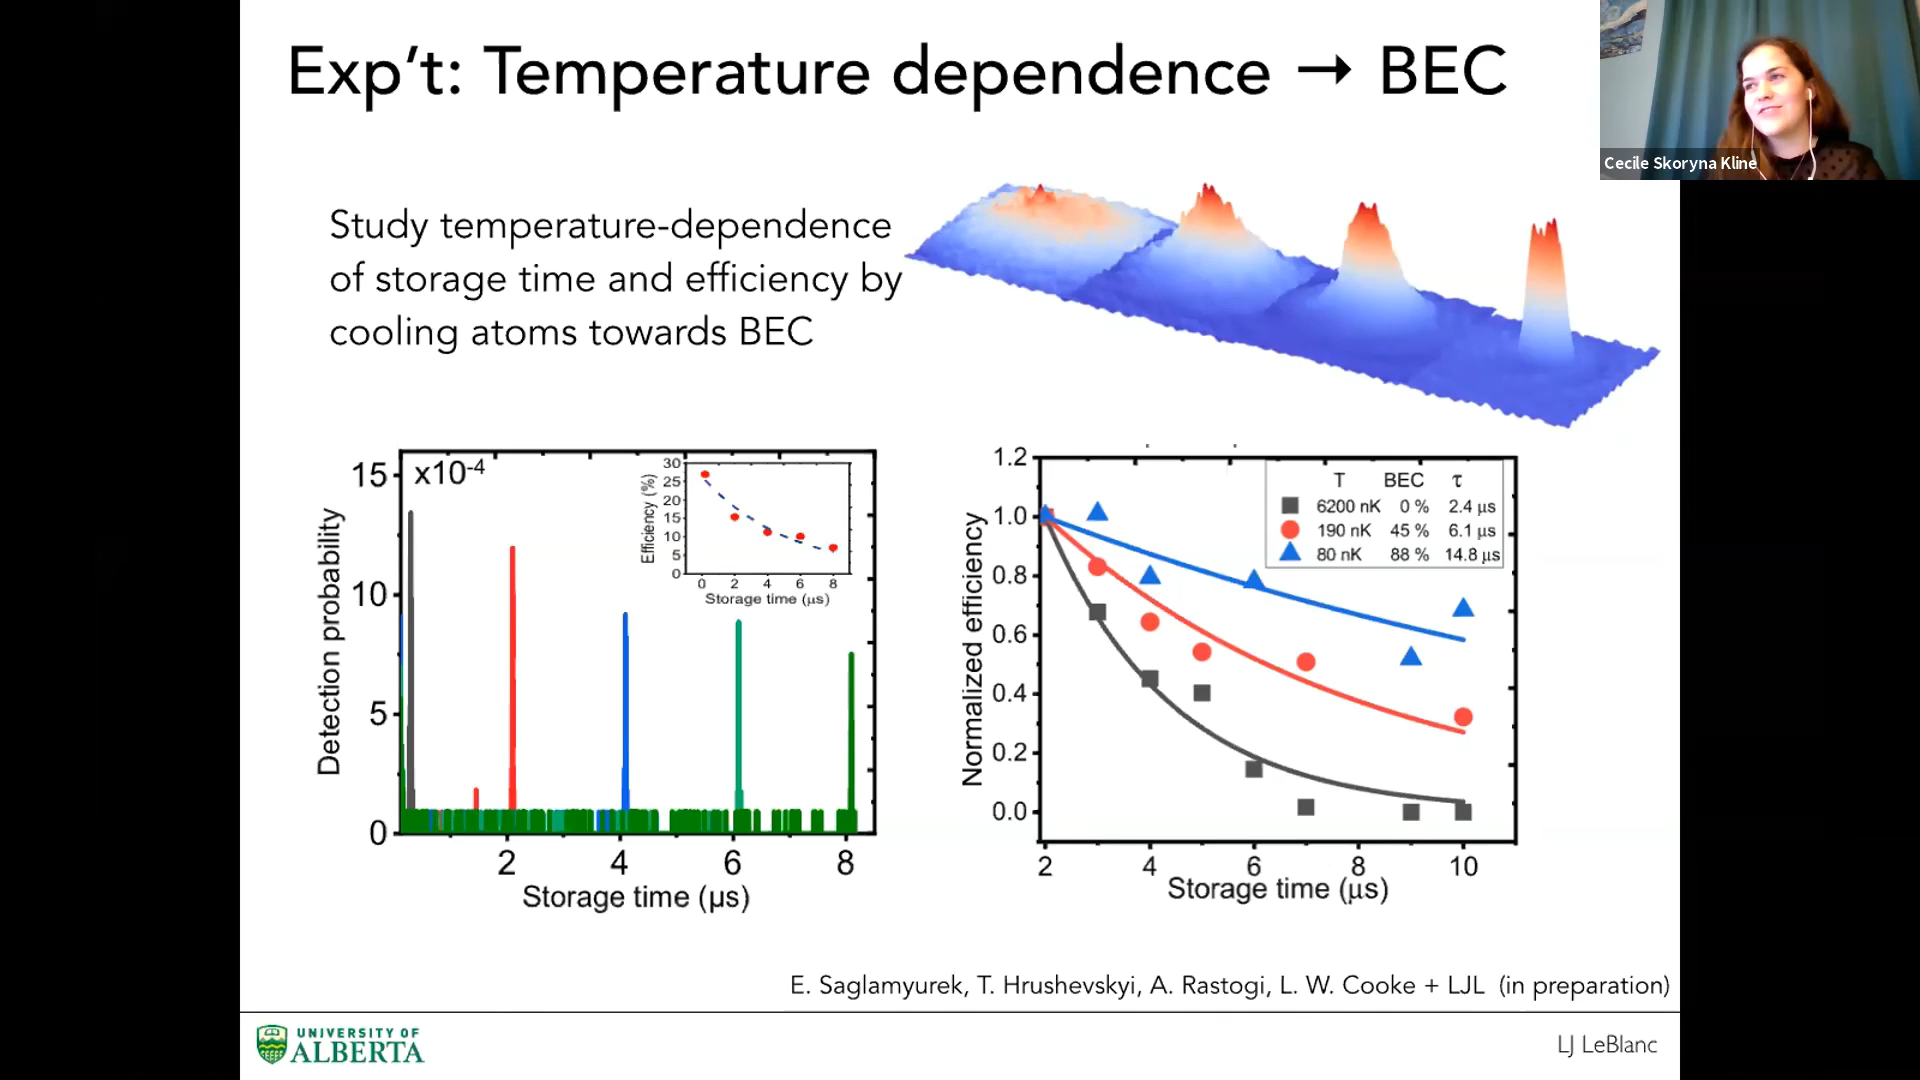 Exp't: Temperature dependence → BEC
Cecile Skoryna Kline
Study temperature-dependence
of storage time and efficiency by
cooling atoms towards BEC
x10-4
15
10
5
0
Detection probability
2
4
6
8
Storage time (µs)
30
25
20
15
10
5
0
Efficiency (%)
0
2
4
6
8
Storage time (µs)
1.2
1.0
0.8
0.6
0.4
0.2
0.0
Normalized efficiency
T BEC τ
6200 nK 0 % 2.4 µs
190 nK 45 % 6.1 µs
80 nK 88 % 14.8 µs
2
4
6
8
10
Storage time (µs)
E. Saglamyurek, T. Hrushevskyi, A. Rastogi, L. W. Cooke + LJL (in preparation)
UNIVERSITY OF
ALBERTA
LJ LeBlanc